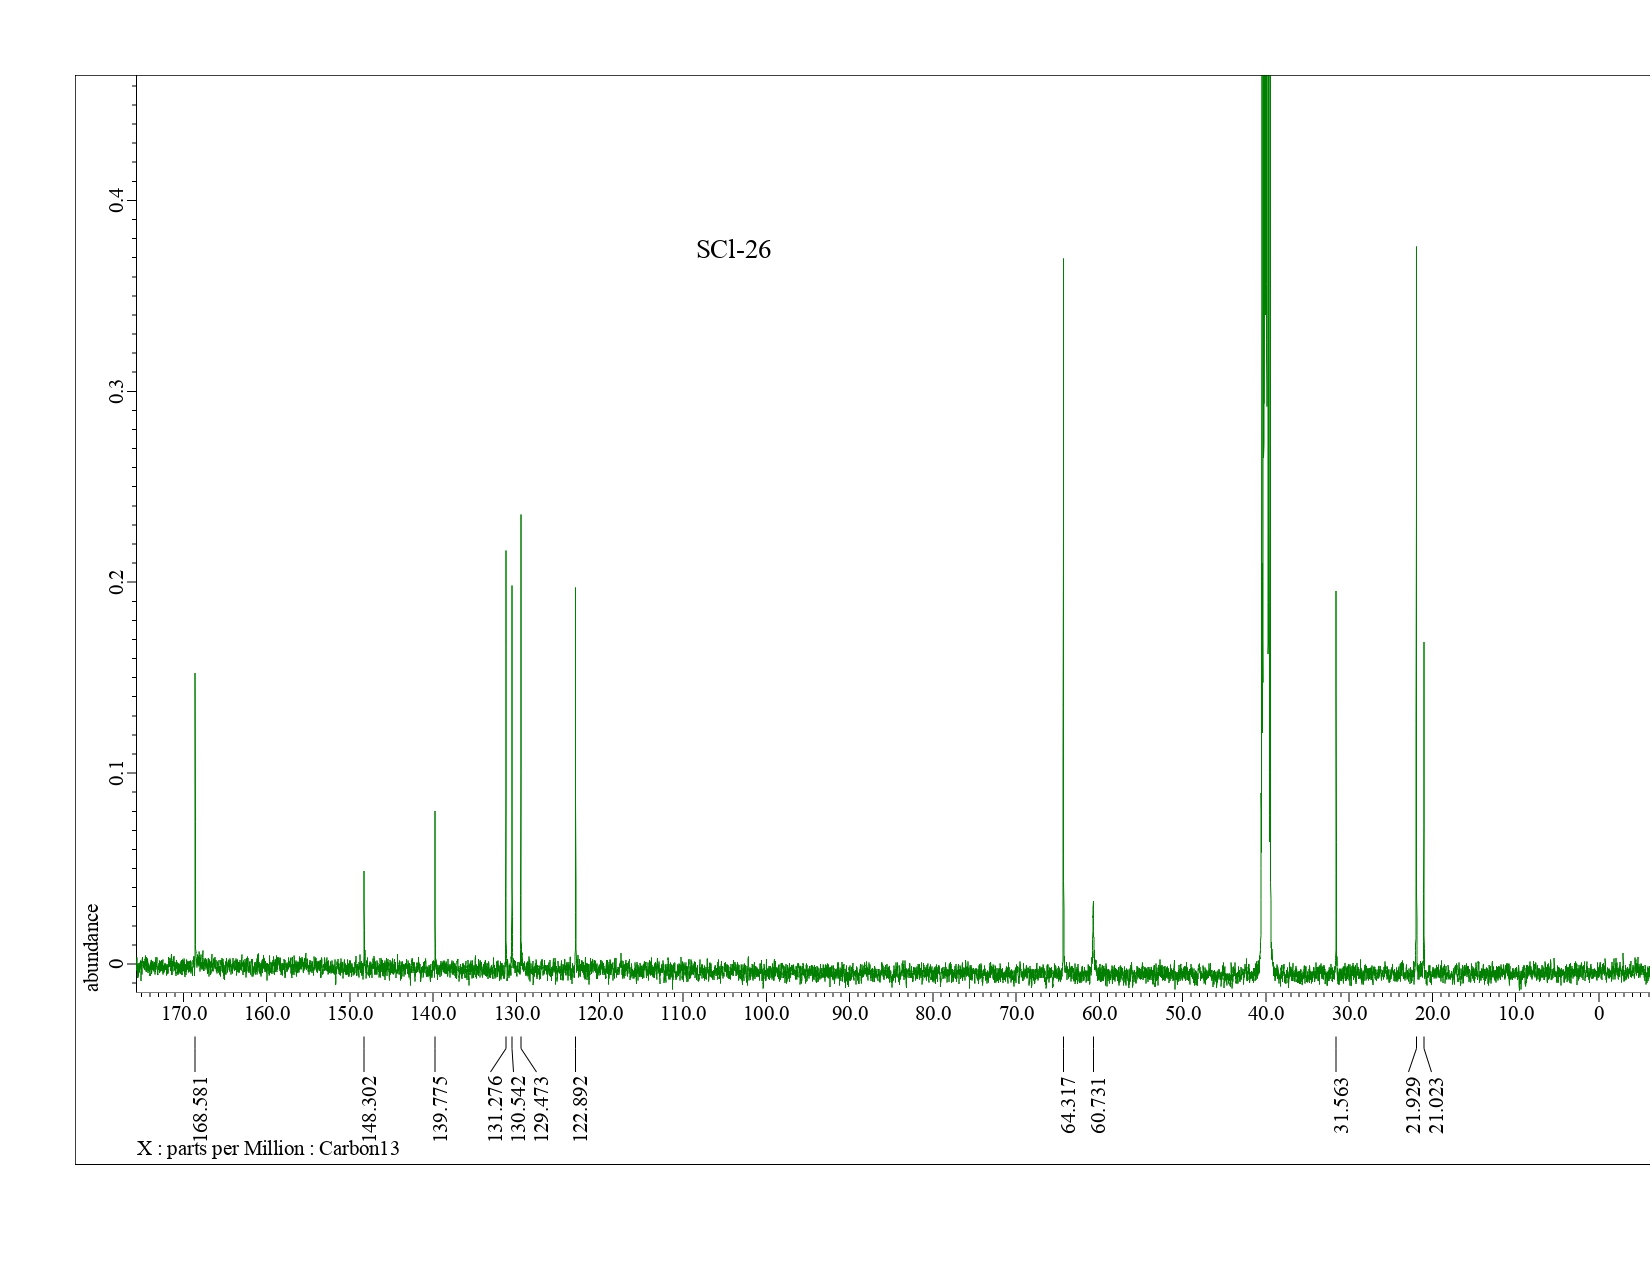 SCl-26
abundance
0 0.1 0.2 0.3 0.4
170.0 160.0 150.0 140.0 130.0 120.0 110.0 100.0 90.0 80.0 70.0 60.0 50.0 40.0 30.0 20.0 10.0 0
168.581 148.302 139.775 131.276 130.542 129.473 122.892 64.317 60.731 31.563 21.929 21.023
X : parts per Million : Carbon13